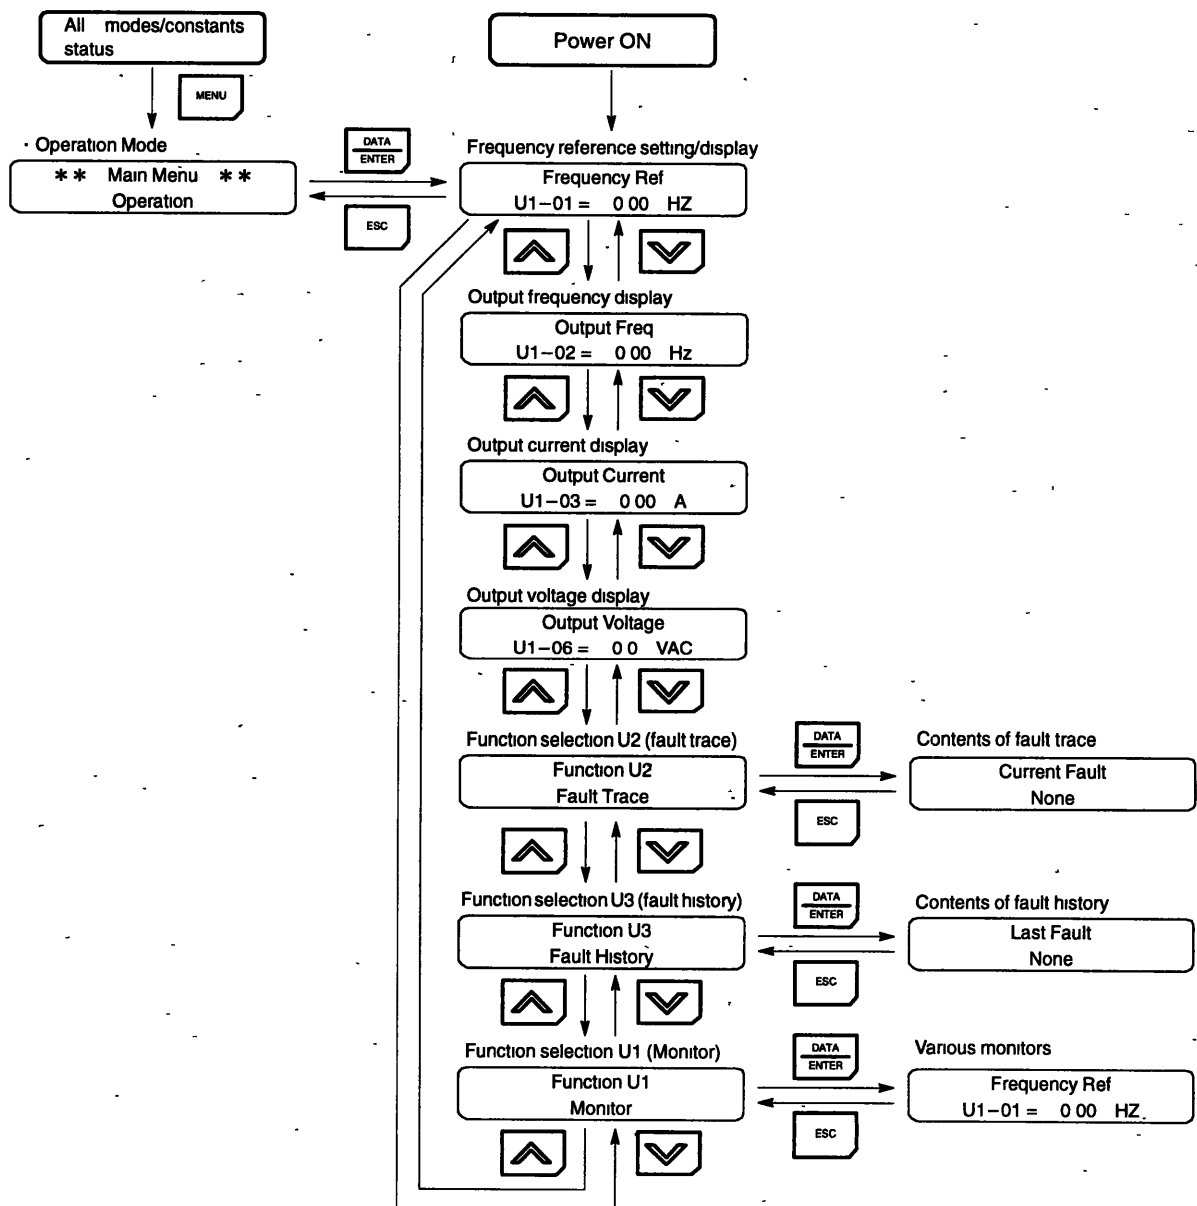 All modes/constants
status
Power ON
MENU
Operation Mode
** Main Menu **
Operation
DATA
ENTER
ESC
Frequency reference setting/display
Frequency Ref
U1−01 = 0 00 HZ
Output frequency display
Output Freq
U1−02 = 0 00 Hz
Output current display
Output Current
U1−03 = 0 00 A
Output voltage display
Output Voltage
U1−06 = 0 0 VAC
Function selection U2 (fault trace)
Function U2
Fault Trace
DATA
ENTER
ESC
Contents of fault trace
Current Fault
None
Function selection U3 (fault history)
Function U3
Fault History
DATA
ENTER
ESC
Contents of fault history
Last Fault
None
Function selection U1 (Monitor)
Function U1
Monitor
DATA
ENTER
ESC
Various monitors
Frequency Ref
U1−01 = 0 00 HZ